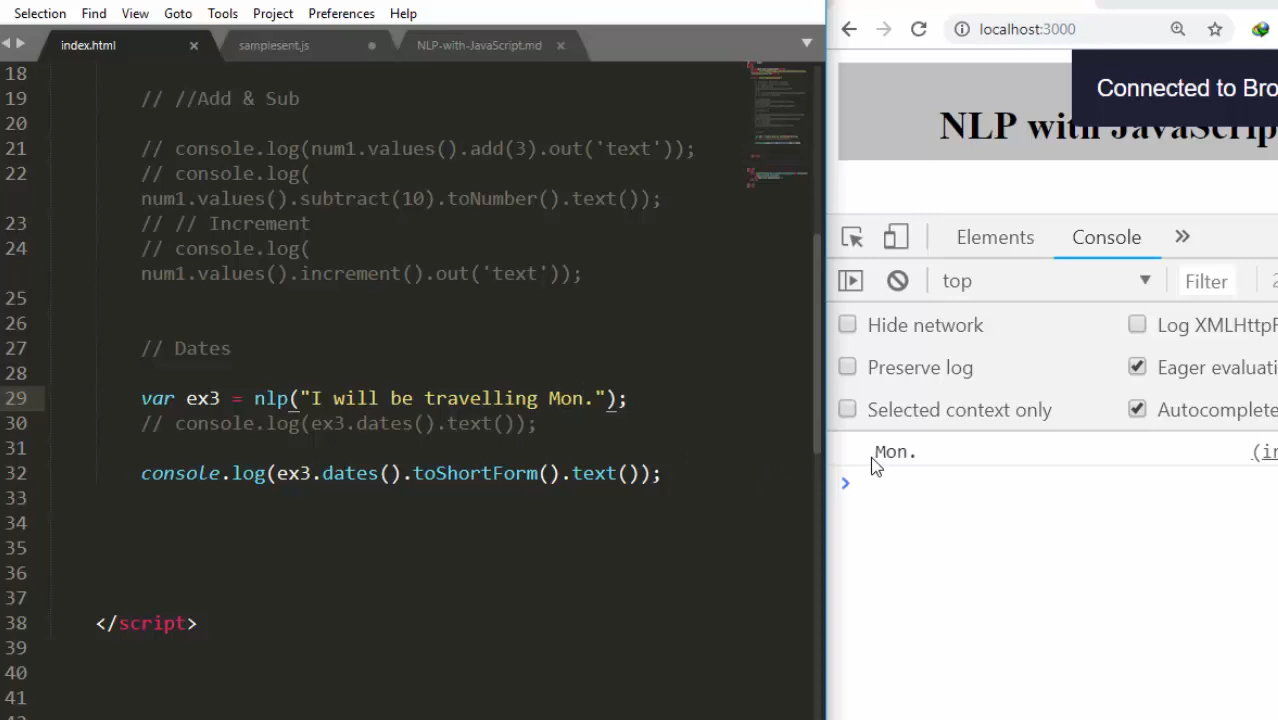 Selection Find View Goto Tools Project Preferences Help
index.html × samplesent.js NLP-with-JavaScript.md ×
18
19 // //Add & Sub
20
21 // console.log(num1.values().add(3).out('text'));
22 // console.log(
num1.values().subtract(10).toNumber().text());
23 // // Increment
24 // console.log(
num1.values().increment().out('text'));
25
26
27 // Dates
28
29 var ex3 = nlp("I will be travelling Mon.");
30 // console.log(ex3.dates().text());
31
32 console.log(ex3.dates().toShortForm().text());
33
34
35
36
37
38 </script>
39
40
41
localhost:3000
Connected to Bro
NLP with JavaScrip
Elements Console »
top Filter
Hide network Log XMLHttpR
Preserve log Eager evaluati
Selected context only Autocomplete
Mon. (in
>